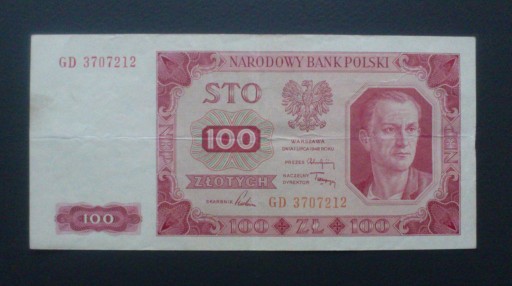 NARODOWY BANK POLSKI
GD 3707212
STO
100
WARSZAWA
PREZES
NACZELNY
DYREKTOR
ZŁOTYCH
SKARBNIK
GD 3707212
100
100 ZŁ 100